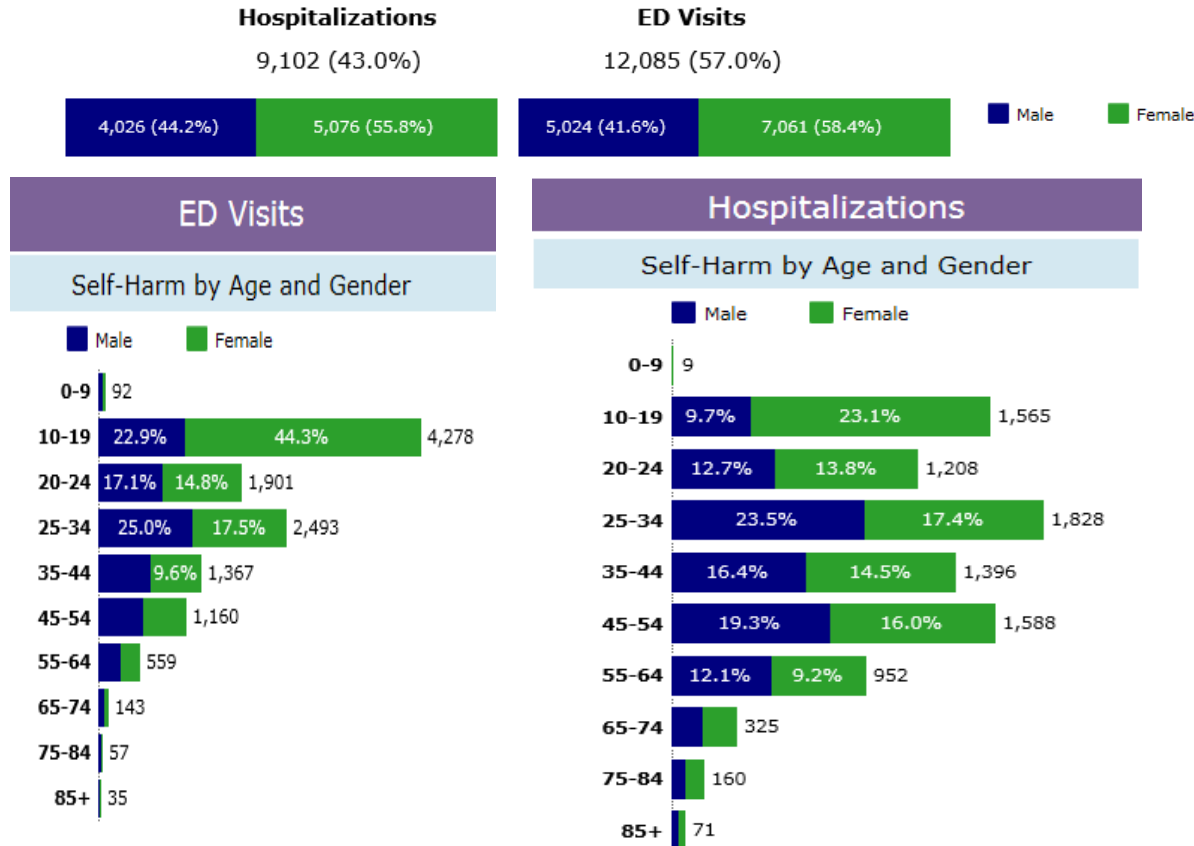 Hospitalizations
9,102 (43.0%)
ED Visits
12,085 (57.0%)
4,026 (44.2%)
5,076 (55.8%)
5,024 (41.6%)
7,061 (58.4%)
Male
Female
ED Visits
Self-Harm by Age and Gender
Male
Female
0-9 92
10-19 22.9% 44.3% 4,278
20-24 17.1% 14.8% 1,901
25-34 25.0% 17.5% 2,493
35-44 9.6% 1,367
45-54 1,160
55-64 559
65-74 143
75-84 57
85+ 35
Hospitalizations
Self-Harm by Age and Gender
Male
Female
0-9 9
10-19 9.7% 23.1% 1,565
20-24 12.7% 13.8% 1,208
25-34 23.5% 17.4% 1,828
35-44 16.4% 14.5% 1,396
45-54 19.3% 16.0% 1,588
55-64 12.1% 9.2% 952
65-74 325
75-84 160
85+ 71